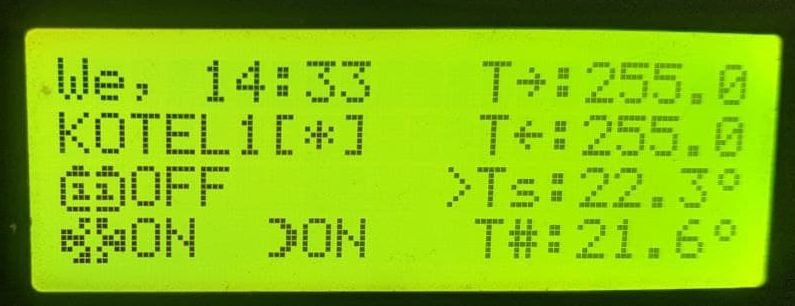 We, 14:33 T→:255.0
KOTEL1[*] T←:255.0
OFF >Ts:22.3°
ON >ON T#:21.6°